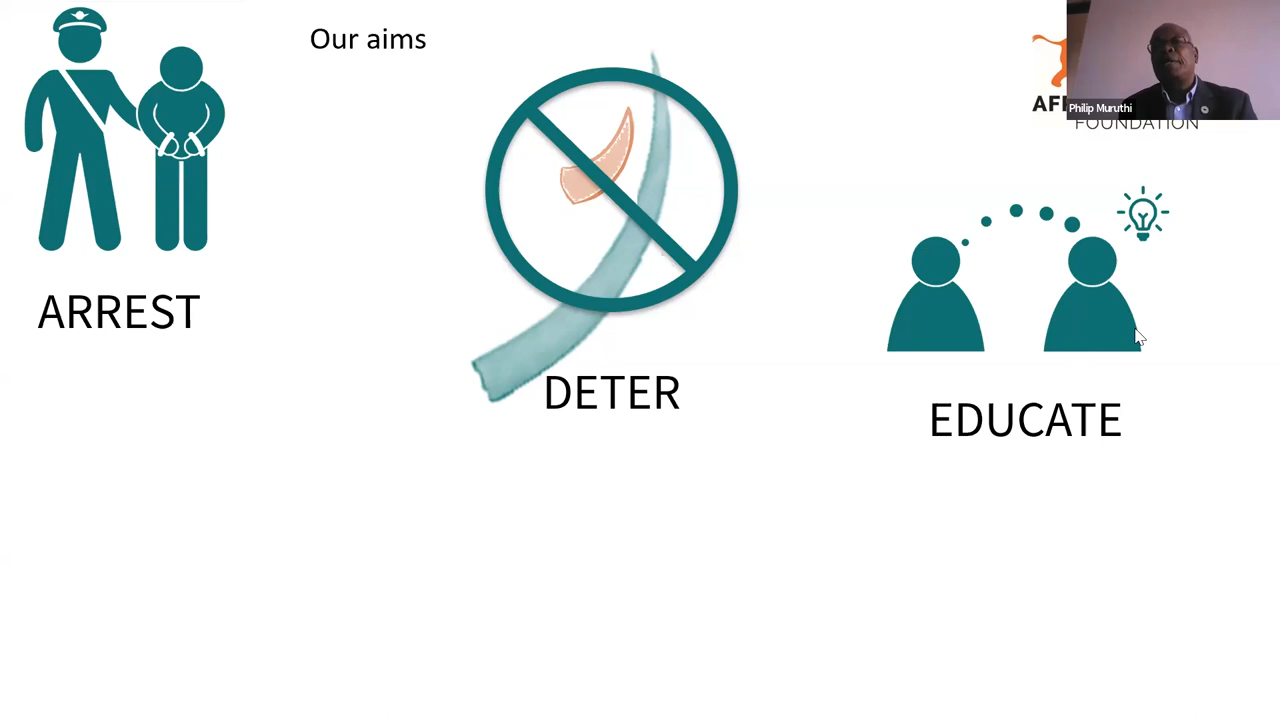 Our aims
Philip Muruthi
FOUNDATION
ARREST
DETER
EDUCATE